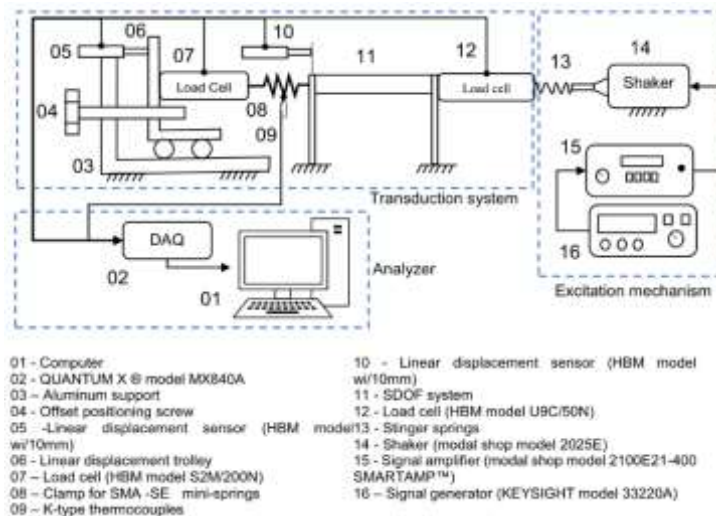 06
10
05
07
11
12
13
14
Load Cell
Load cell
Shaker
04
08
09
15
03
Transduction system
DAQ
16
02
01
Analyzer
Excitation mechanism
01 - Computer
02 - QUANTUM X ® model MX840A
03 – Aluminum support
04 - Offset positioning screw
05 -Linear displacement sensor (HBM model
wi/10mm)
06 - Linear displacement trolley
07 – Load cell (HBM model S2M/200N)
08 – Clamp for SMA -SE mini-springs
09 – K-type thermocouples
10 - Linear displacement sensor (HBM model
wi/10mm)
11 - SDOF system
12 - Load cell (HBM model U9C/50N)
13 - Stinger springs
14 - Shaker (modal shop model 2025E)
15 - Signal amplifier (modal shop model 2100E21-400
SMARTAMP™)
16 – Signal generator (KEYSIGHT model 33220A)